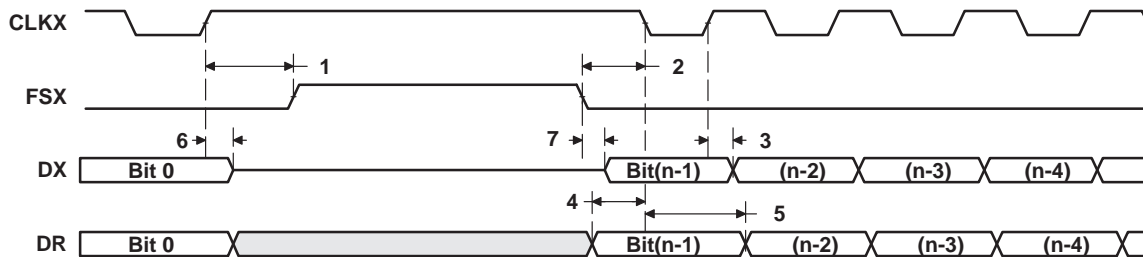 CLKX
1 2
FSX
6 7 3
DX Bit 0 Bit(n-1) (n-2) (n-3) (n-4)
4 5
DR Bit 0 Bit(n-1) (n-2) (n-3) (n-4)